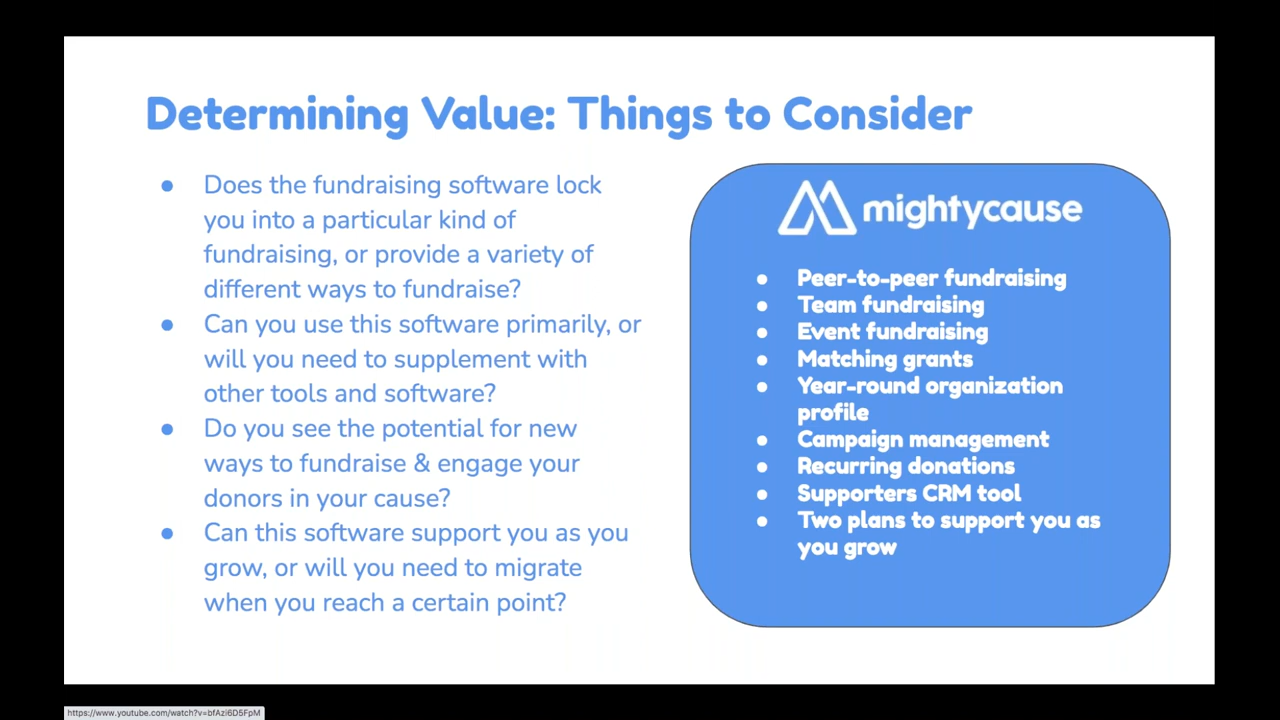 Determining Value: Things to Consider
● Does the fundraising software lock
you into a particular kind of
fundraising, or provide a variety of
different ways to fundraise?
● Can you use this software primarily, or
will you need to supplement with
other tools and software?
● Do you see the potential for new
ways to fundraise & engage your
donors in your cause?
● Can this software support you as you
grow, or will you need to migrate
when you reach a certain point?
mightycause
● Peer-to-peer fundraising
● Team fundraising
● Event fundraising
● Matching grants
● Year-round organization
profile
● Campaign management
● Recurring donations
● Supporters CRM tool
● Two plans to support you as
you grow
https://www.youtube.com/watch?v=bfAzi6D5FpM